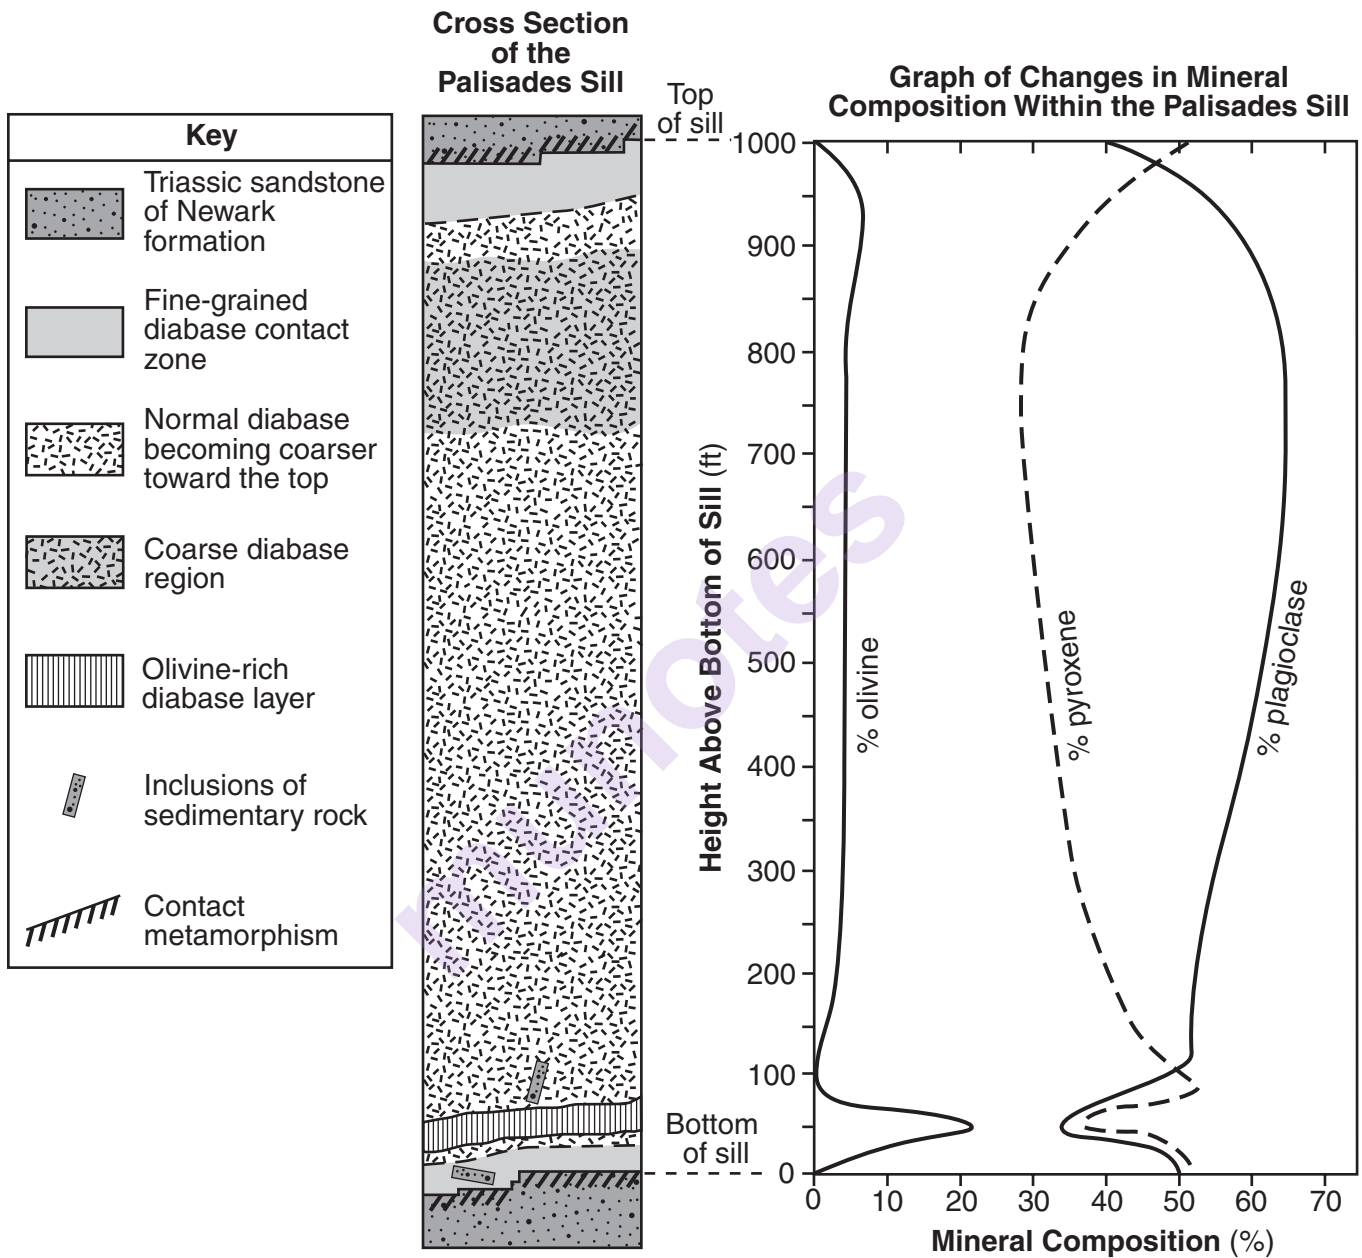 Cross Section
of the
Palisades Sill
Key
Triassic sandstone
of Newark
formation
Fine-grained
diabase contact
zone
Normal diabase
becoming coarser
toward the top
Coarse diabase
region
Olivine-rich
diabase layer
Inclusions of
sedimentary rock
Contact
metamorphism
Top
of sill
Bottom
of sill
Graph of Changes in Mineral
Composition Within the Palisades Sill
Height Above Bottom of Sill (ft)
1000
900
800
700
600
500
400
300
200
100
0
% olivine
% pyroxene
% plagioclase
0 10 20 30 40 50 60 70
Mineral Composition (%)
munotes